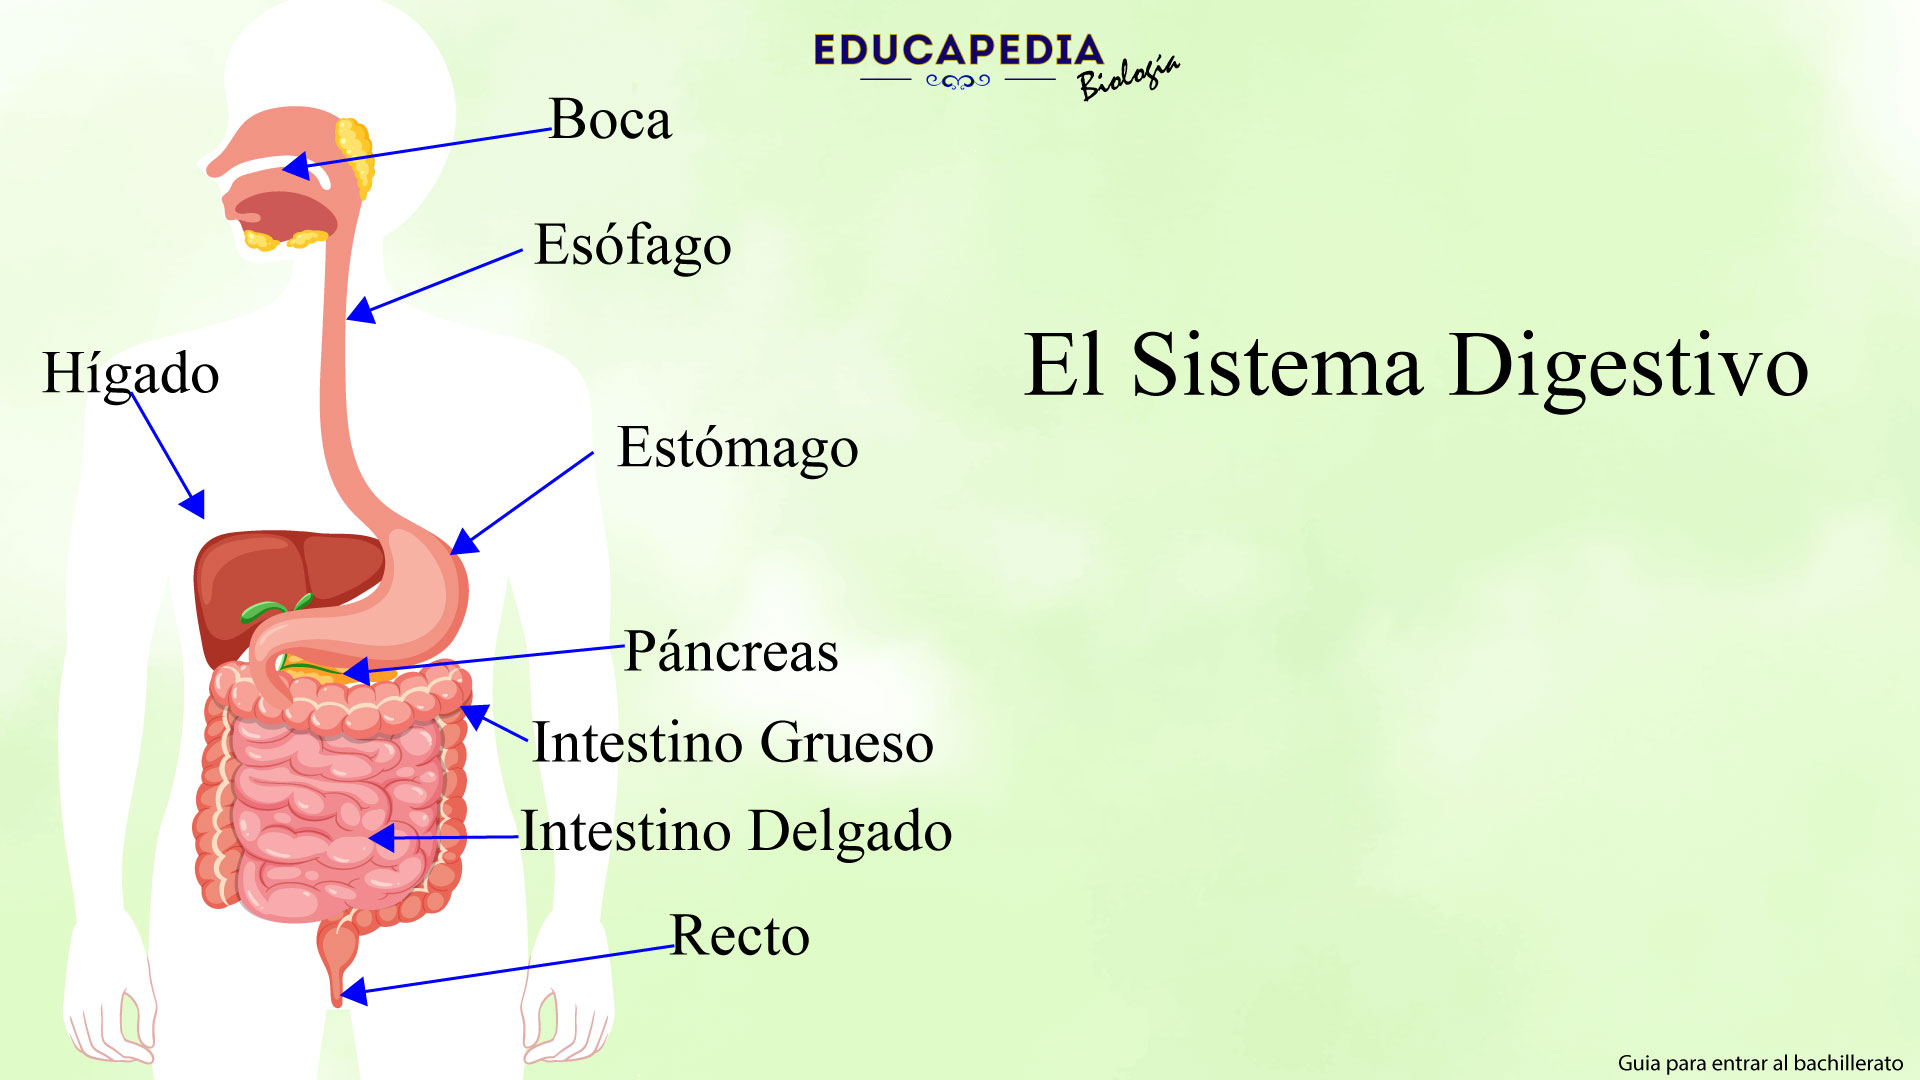 EDUCAPEDIA
Biología
Boca
Esófago
El Sistema Digestivo
Hígado
Estómago
Páncreas
Intestino Grueso
Intestino Delgado
Recto
Guia para entrar al bachillerato